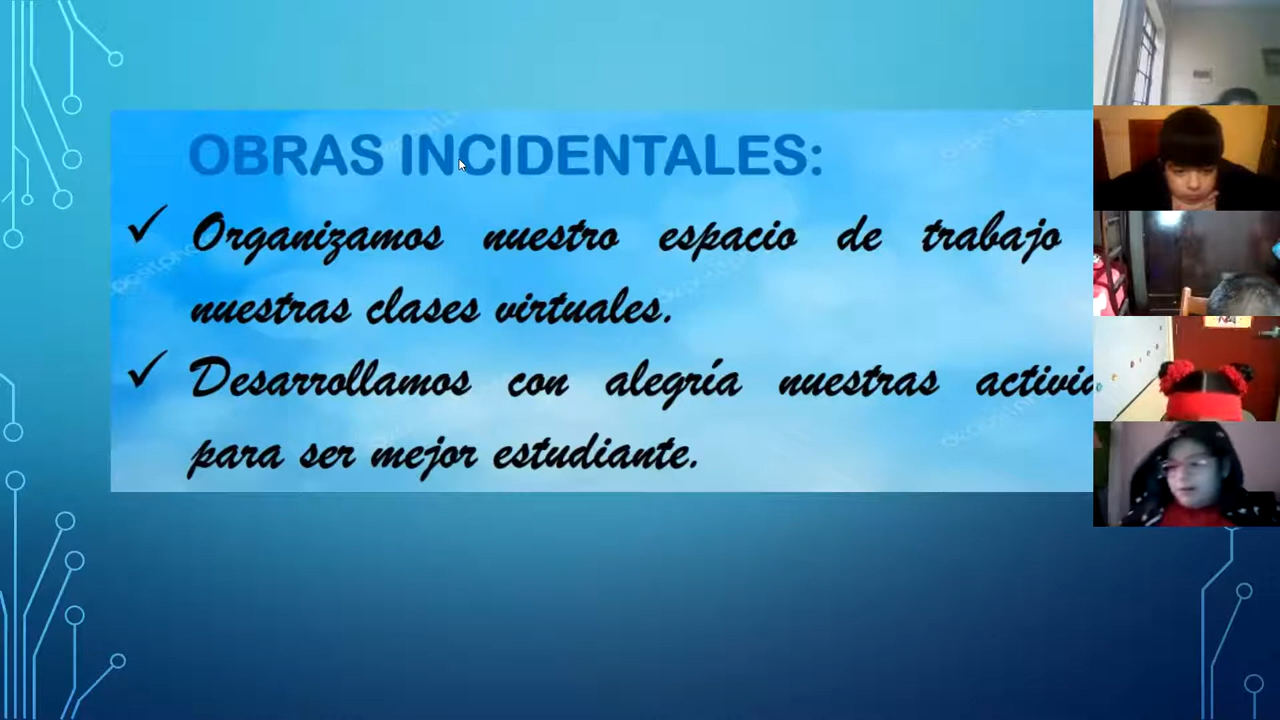 OBRAS INCIDENTALES:
✓ Organizamos nuestro espacio de trabajo
nuestras clases virtuales.
✓ Desarrollamos con alegría nuestras
para ser mejor estudiante.